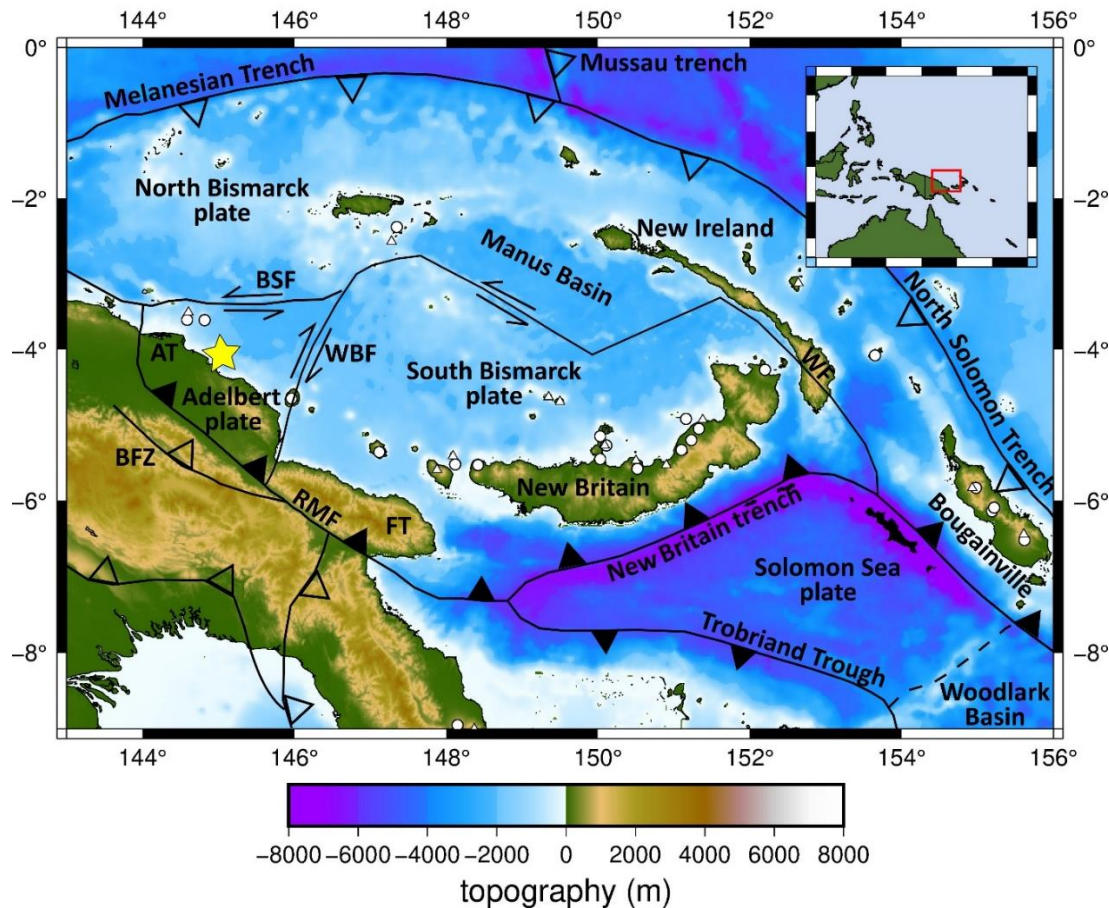 144° 146° 148° 150° 152° 154° 156°
0° 0°
Melanesian Trench
Mussau trench
−2° −2°
North Bismarck
plate
New Ireland
Manus Basin
North Solomon Trench
BSF
−4° −4°
AT
WBF
WF
South Bismarck
plate
Adelbert
plate
BFZ
New Britain
−6° −6°
RMF
FT
New Britain trench
Bougainville
Solomon Sea
plate
Trobriand Trough
−8° −8°
Woodlark
Basin
144° 146° 148° 150° 152° 154° 156°
−8000 −6000 −4000 −2000 0 2000 4000 6000 8000
topography (m)